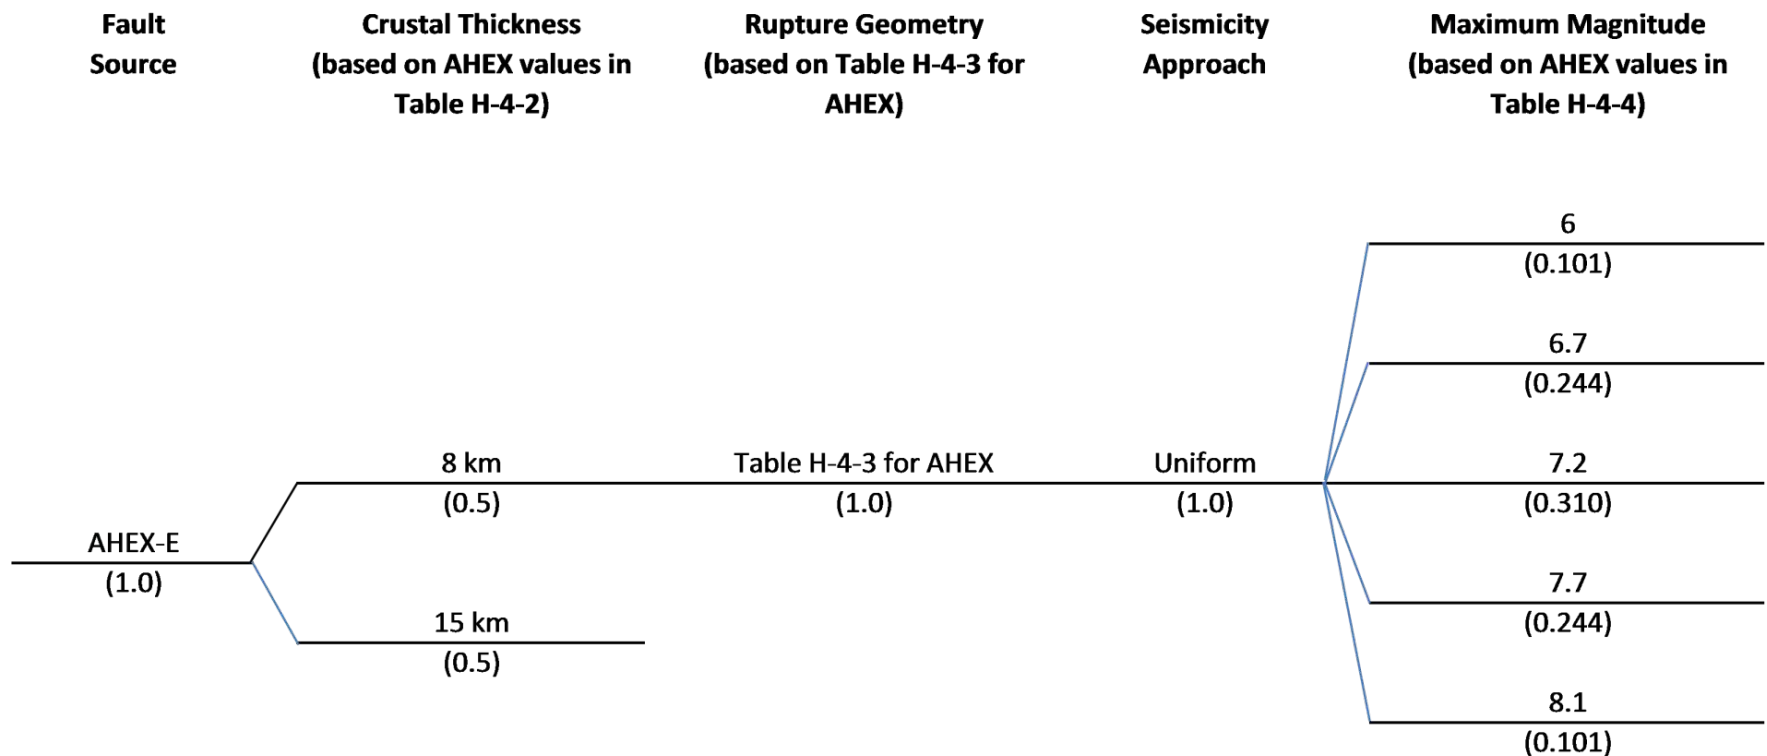 Fault
Source
Crustal Thickness
(based on AHEX values in
Table H-4-2)
Rupture Geometry
(based on Table H-4-3 for
AHEX)
Seismicity
Approach
Maximum Magnitude
(based on AHEX values in
Table H-4-4)
AHEX-E
(1.0)
8 km
(0.5)
15 km
(0.5)
Table H-4-3 for AHEX
(1.0)
Uniform
(1.0)
6
(0.101)
6.7
(0.244)
7.2
(0.310)
7.7
(0.244)
8.1
(0.101)